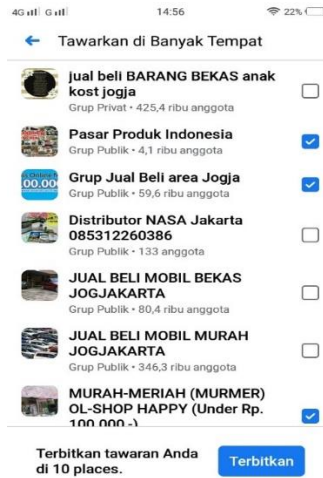 4G G 14:56 22%
Tawarkan di Banyak Tempat
jual beli BARANG BEKAS anak
kost jogja
Grup Privat • 425,4 ribu anggota
Pasar Produk Indonesia
Grup Publik • 4,1 ribu anggota
00.00
Grup Jual Beli area Jogja
Grup Publik • 59,6 ribu anggota
Distributor NASA Jakarta
085312260386
Grup Publik • 133 anggota
JUAL BELI MOBIL BEKAS
JOGJAKARTA
Grup Publik • 80,4 ribu anggota
JUAL BELI MOBIL MURAH
JOGJAKARTA
Grup Publik • 346,3 ribu anggota
MURAH-MERIAH (MURMER)
OL-SHOP HAPPY (Under Rp.
100.000,-)
Terbitkan tawaran Anda
di 10 places.
Terbitkan